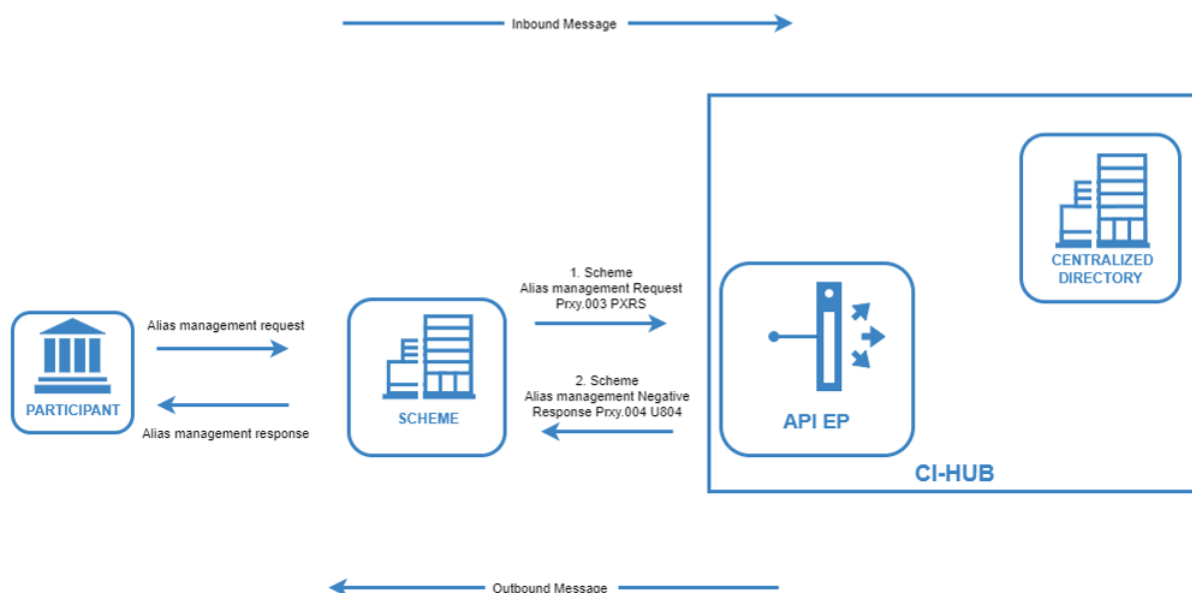 Inbound Message
CENTRALIZED
DIRECTORY
1. Scheme
Alias management Request
Prxy.003 PXRS
Alias management request
2. Scheme
Alias management Negative
Response Prxy.004 U804
PARTICIPANT
SCHEME
API EP
Alias management response
CI-HUB
Outbound Message